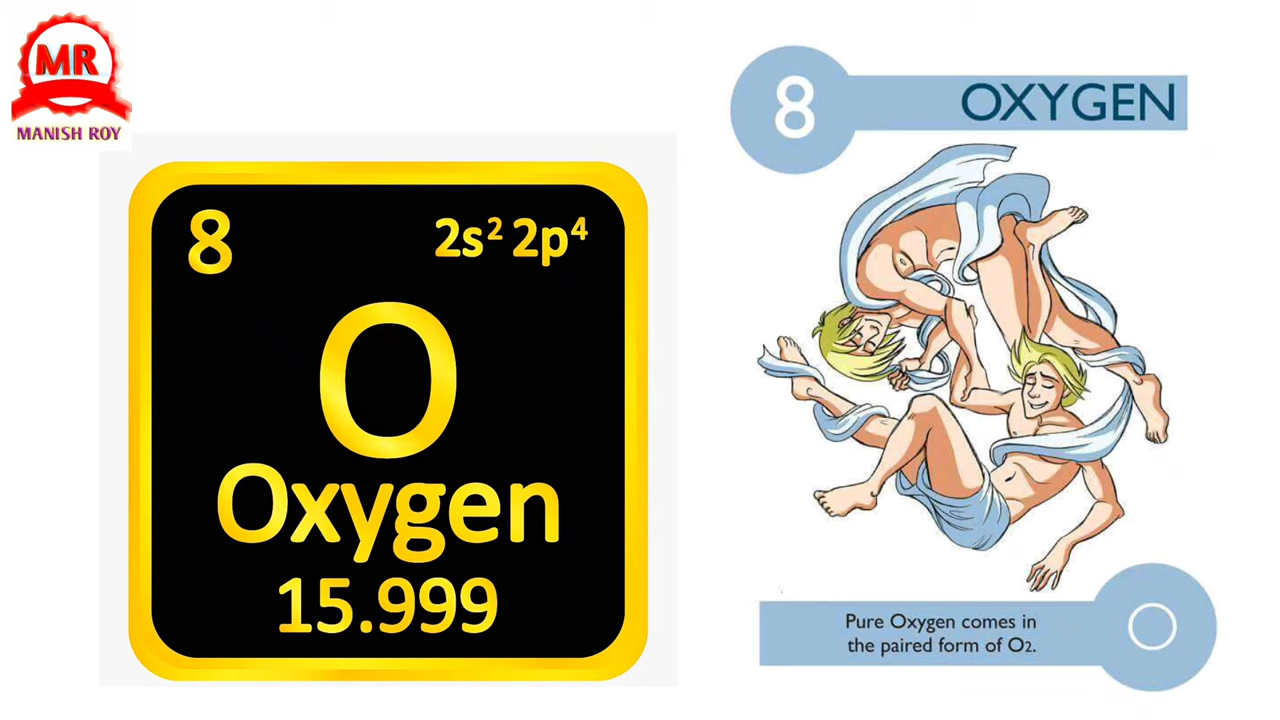 MR
MANISH ROY
8
2s² 2p⁴
O
Oxygen
15.999
8
OXYGEN
Pure Oxygen comes in
the paired form of O₂.
O